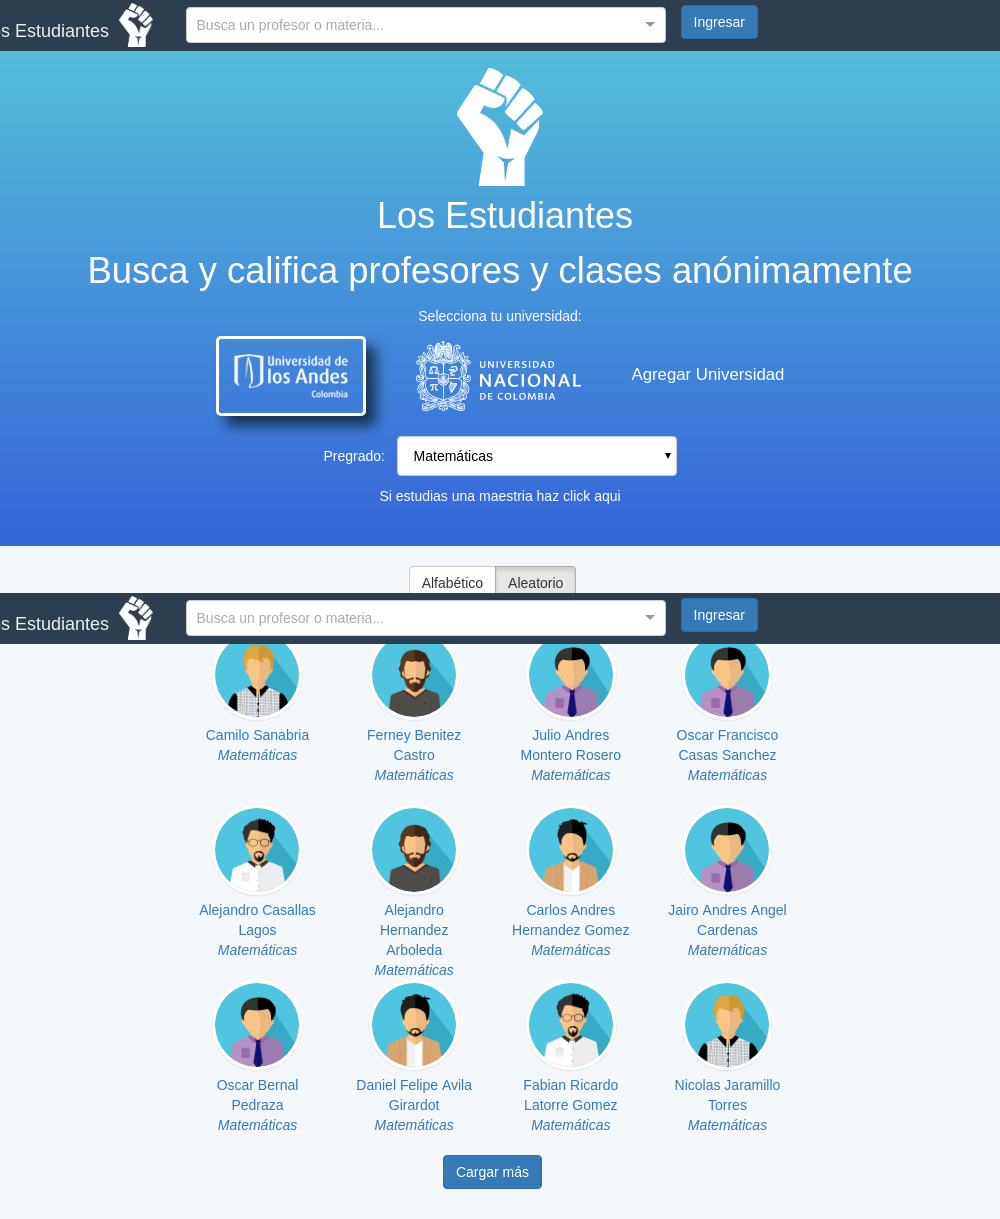 s Estudiantes
Busca un profesor o materia...
Ingresar
Los Estudiantes
Busca y califica profesores y clases anónimamente
Selecciona tu universidad:
Universidad de
los Andes
Colombia
UNIVERSIDAD
NACIONAL
DE COLOMBIA
Agregar Universidad
Pregrado:
Matemáticas
Si estudias una maestria haz click aqui
Alfabético
Aleatorio
s Estudiantes
Busca un profesor o materia...
Ingresar
Camilo Sanabria
Matemáticas
Ferney Benitez
Castro
Matemáticas
Julio Andres
Montero Rosero
Matemáticas
Oscar Francisco
Casas Sanchez
Matemáticas
Alejandro Casallas
Lagos
Matemáticas
Alejandro
Hernandez
Arboleda
Matemáticas
Carlos Andres
Hernandez Gomez
Matemáticas
Jairo Andres Angel
Cardenas
Matemáticas
Oscar Bernal
Pedraza
Matemáticas
Daniel Felipe Avila
Girardot
Matemáticas
Fabian Ricardo
Latorre Gomez
Matemáticas
Nicolas Jaramillo
Torres
Matemáticas
Cargar más